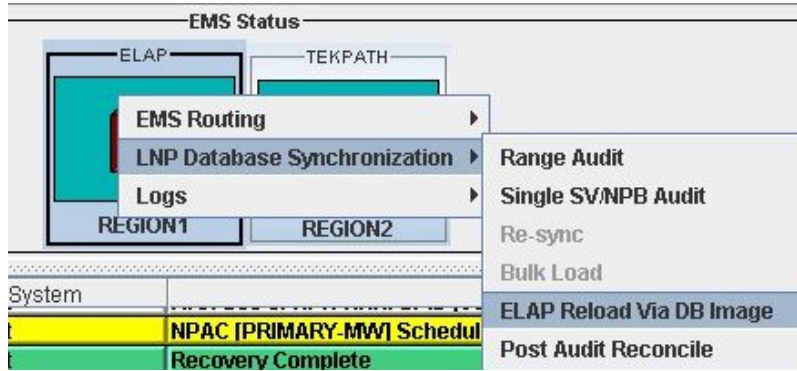 EMS Status
ELAP
TEKPATH
EMS Routing
LNP Database Synchronization
Logs
Range Audit
Single SV/NPB Audit
Re-sync
Bulk Load
ELAP Reload Via DB Image
Post Audit Reconcile
REGION1
REGION2
System
NPAC [PRIMARY-MW] Schedul
Recovery Complete